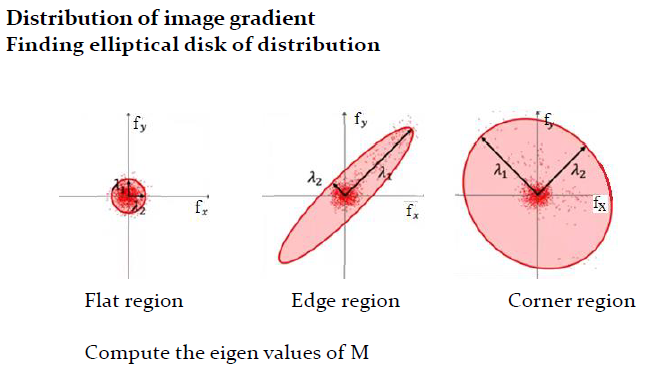 Distribution of image gradient
Finding elliptical disk of distribution
fy
fx
λ2
fy
λ2
λ1
fx
fy
λ1
λ2
fx
Flat region
Edge region
Corner region
Compute the eigen values of M